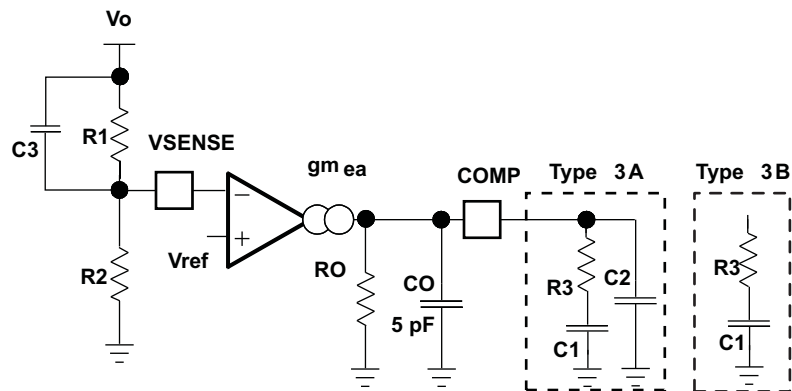 Vo
C3
R1
VSENSE
R2
Vref
gm ea
RO
CO
5 pF
COMP
Type 3A
R3
C1
C2
Type 3B
R3
C1